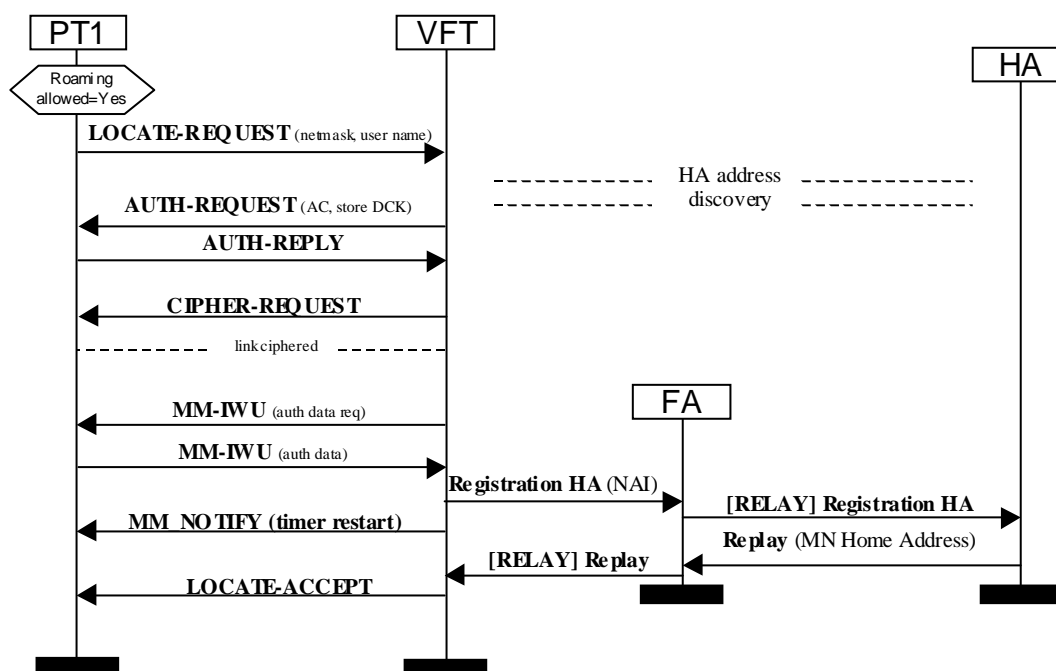 PT1
VFT
HA
Roaming
allowed=Yes
LOCATE-REQUEST (netmask, user name)
HA address
discovery
AUTH-REQUEST (AC, store DCK)
AUTH-REPLY
CIPHER-REQUEST
link ciphered
FA
MM-IWU (auth data req)
MM-IWU (auth data)
Registration HA (NAI)
[RELAY] Registration HA
MM NOTIFY (timer restart)
Replay (MN Home Address)
[RELAY] Replay
LOCATE-ACCEPT